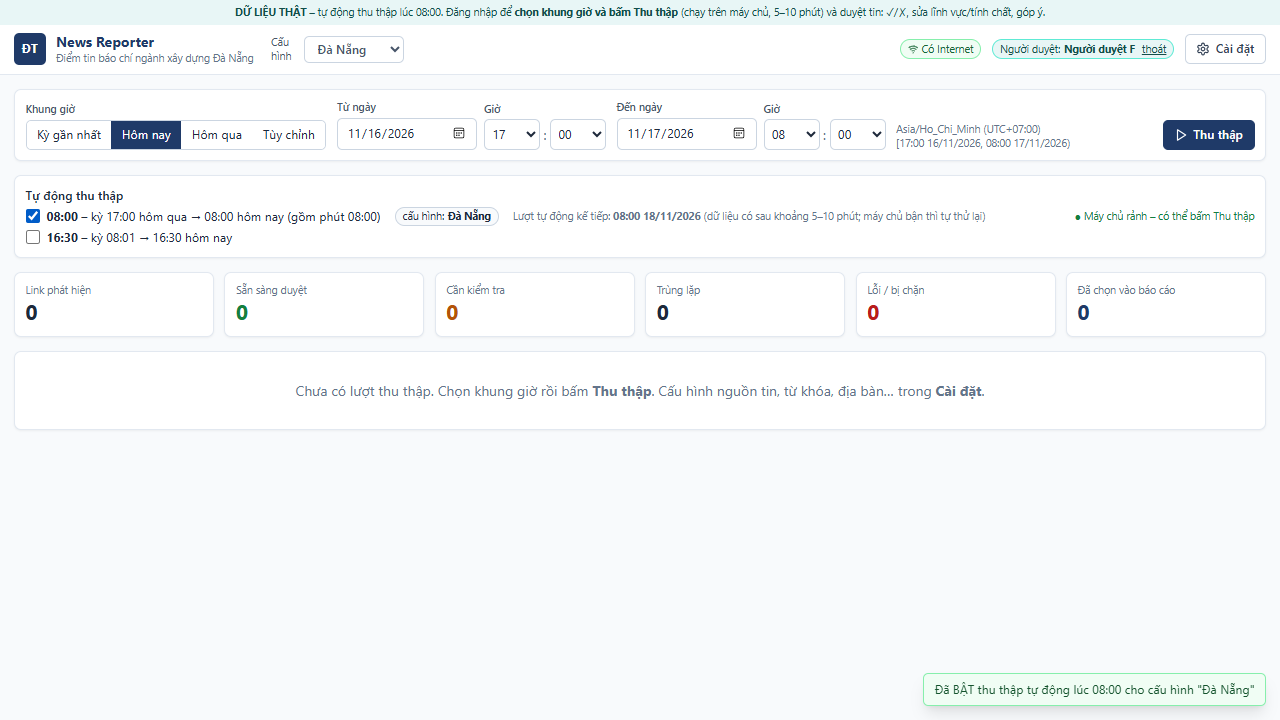 DỮ LIỆU THẬT – tự động thu thập lúc 08:00. Đăng nhập để chọn khung giờ và bấm Thu thập (chạy trên máy chủ, 5–10 phút) và duyệt tin: ✓/X, sửa lĩnh vực/tính chất, góp ý.
ĐT
News Reporter
Điểm tin báo chí ngành xây dựng Đà Nẵng
Cấu hình
Đà Nẵng
Có Internet
Người duyệt: Người duyệt F thoát
Cài đặt
Khung giờ
Kỳ gần nhất Hôm nay Hôm qua Tùy chỉnh
Từ ngày
11/16/2026
Giờ
17 : 00
Đến ngày
11/17/2026
Giờ
08 : 00
Asia/Ho_Chi_Minh (UTC+07:00)
[17:00 16/11/2026, 08:00 17/11/2026)
Thu thập
Tự động thu thập
08:00 – kỳ 17:00 hôm qua → 08:00 hôm nay (gồm phút 08:00)
cấu hình: Đà Nẵng
Lượt tự động kế tiếp: 08:00 18/11/2026 (dữ liệu có sau khoảng 5–10 phút; máy chủ bận thì tự thử lại)
● Máy chủ rảnh – có thể bấm Thu thập
16:30 – kỳ 08:01 → 16:30 hôm nay
Link phát hiện
0
Sẵn sàng duyệt
0
Cần kiểm tra
0
Trùng lặp
0
Lỗi / bị chặn
0
Đã chọn vào báo cáo
0
Chưa có lượt thu thập. Chọn khung giờ rồi bấm Thu thập. Cấu hình nguồn tin, từ khóa, địa bàn... trong Cài đặt.
Đã BẬT thu thập tự động lúc 08:00 cho cấu hình "Đà Nẵng"